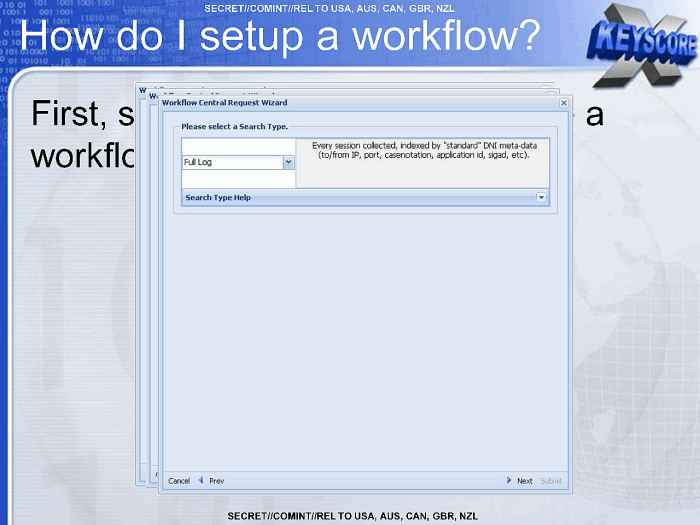 SECRET//COMINT//REL TO USA, AUS, CAN, GBR, NZL
How do I setup a workflow?
KEYSCORE
First, s a
workflo
Workflow Central Request Wizard
Please select a Search Type.
Every session collected, indexed by "standard" DNI meta-data
Full Log
(to/from IP, port, casenotation, application id, sigad, etc).
Search Type Help
Cancel Prev Next Submit
SECRET//COMINT//REL TO USA, AUS, CAN, GBR, NZL